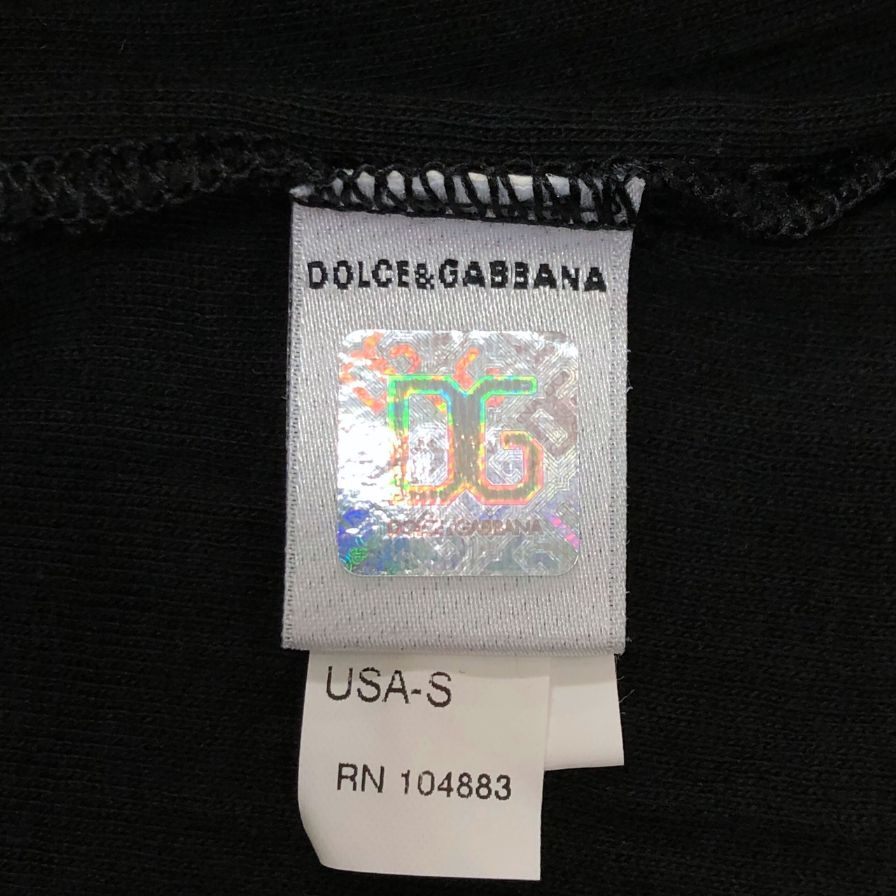 DOLCE&GABBANA
DG
DOLCE&GABBANA
USA-S
RN 104883